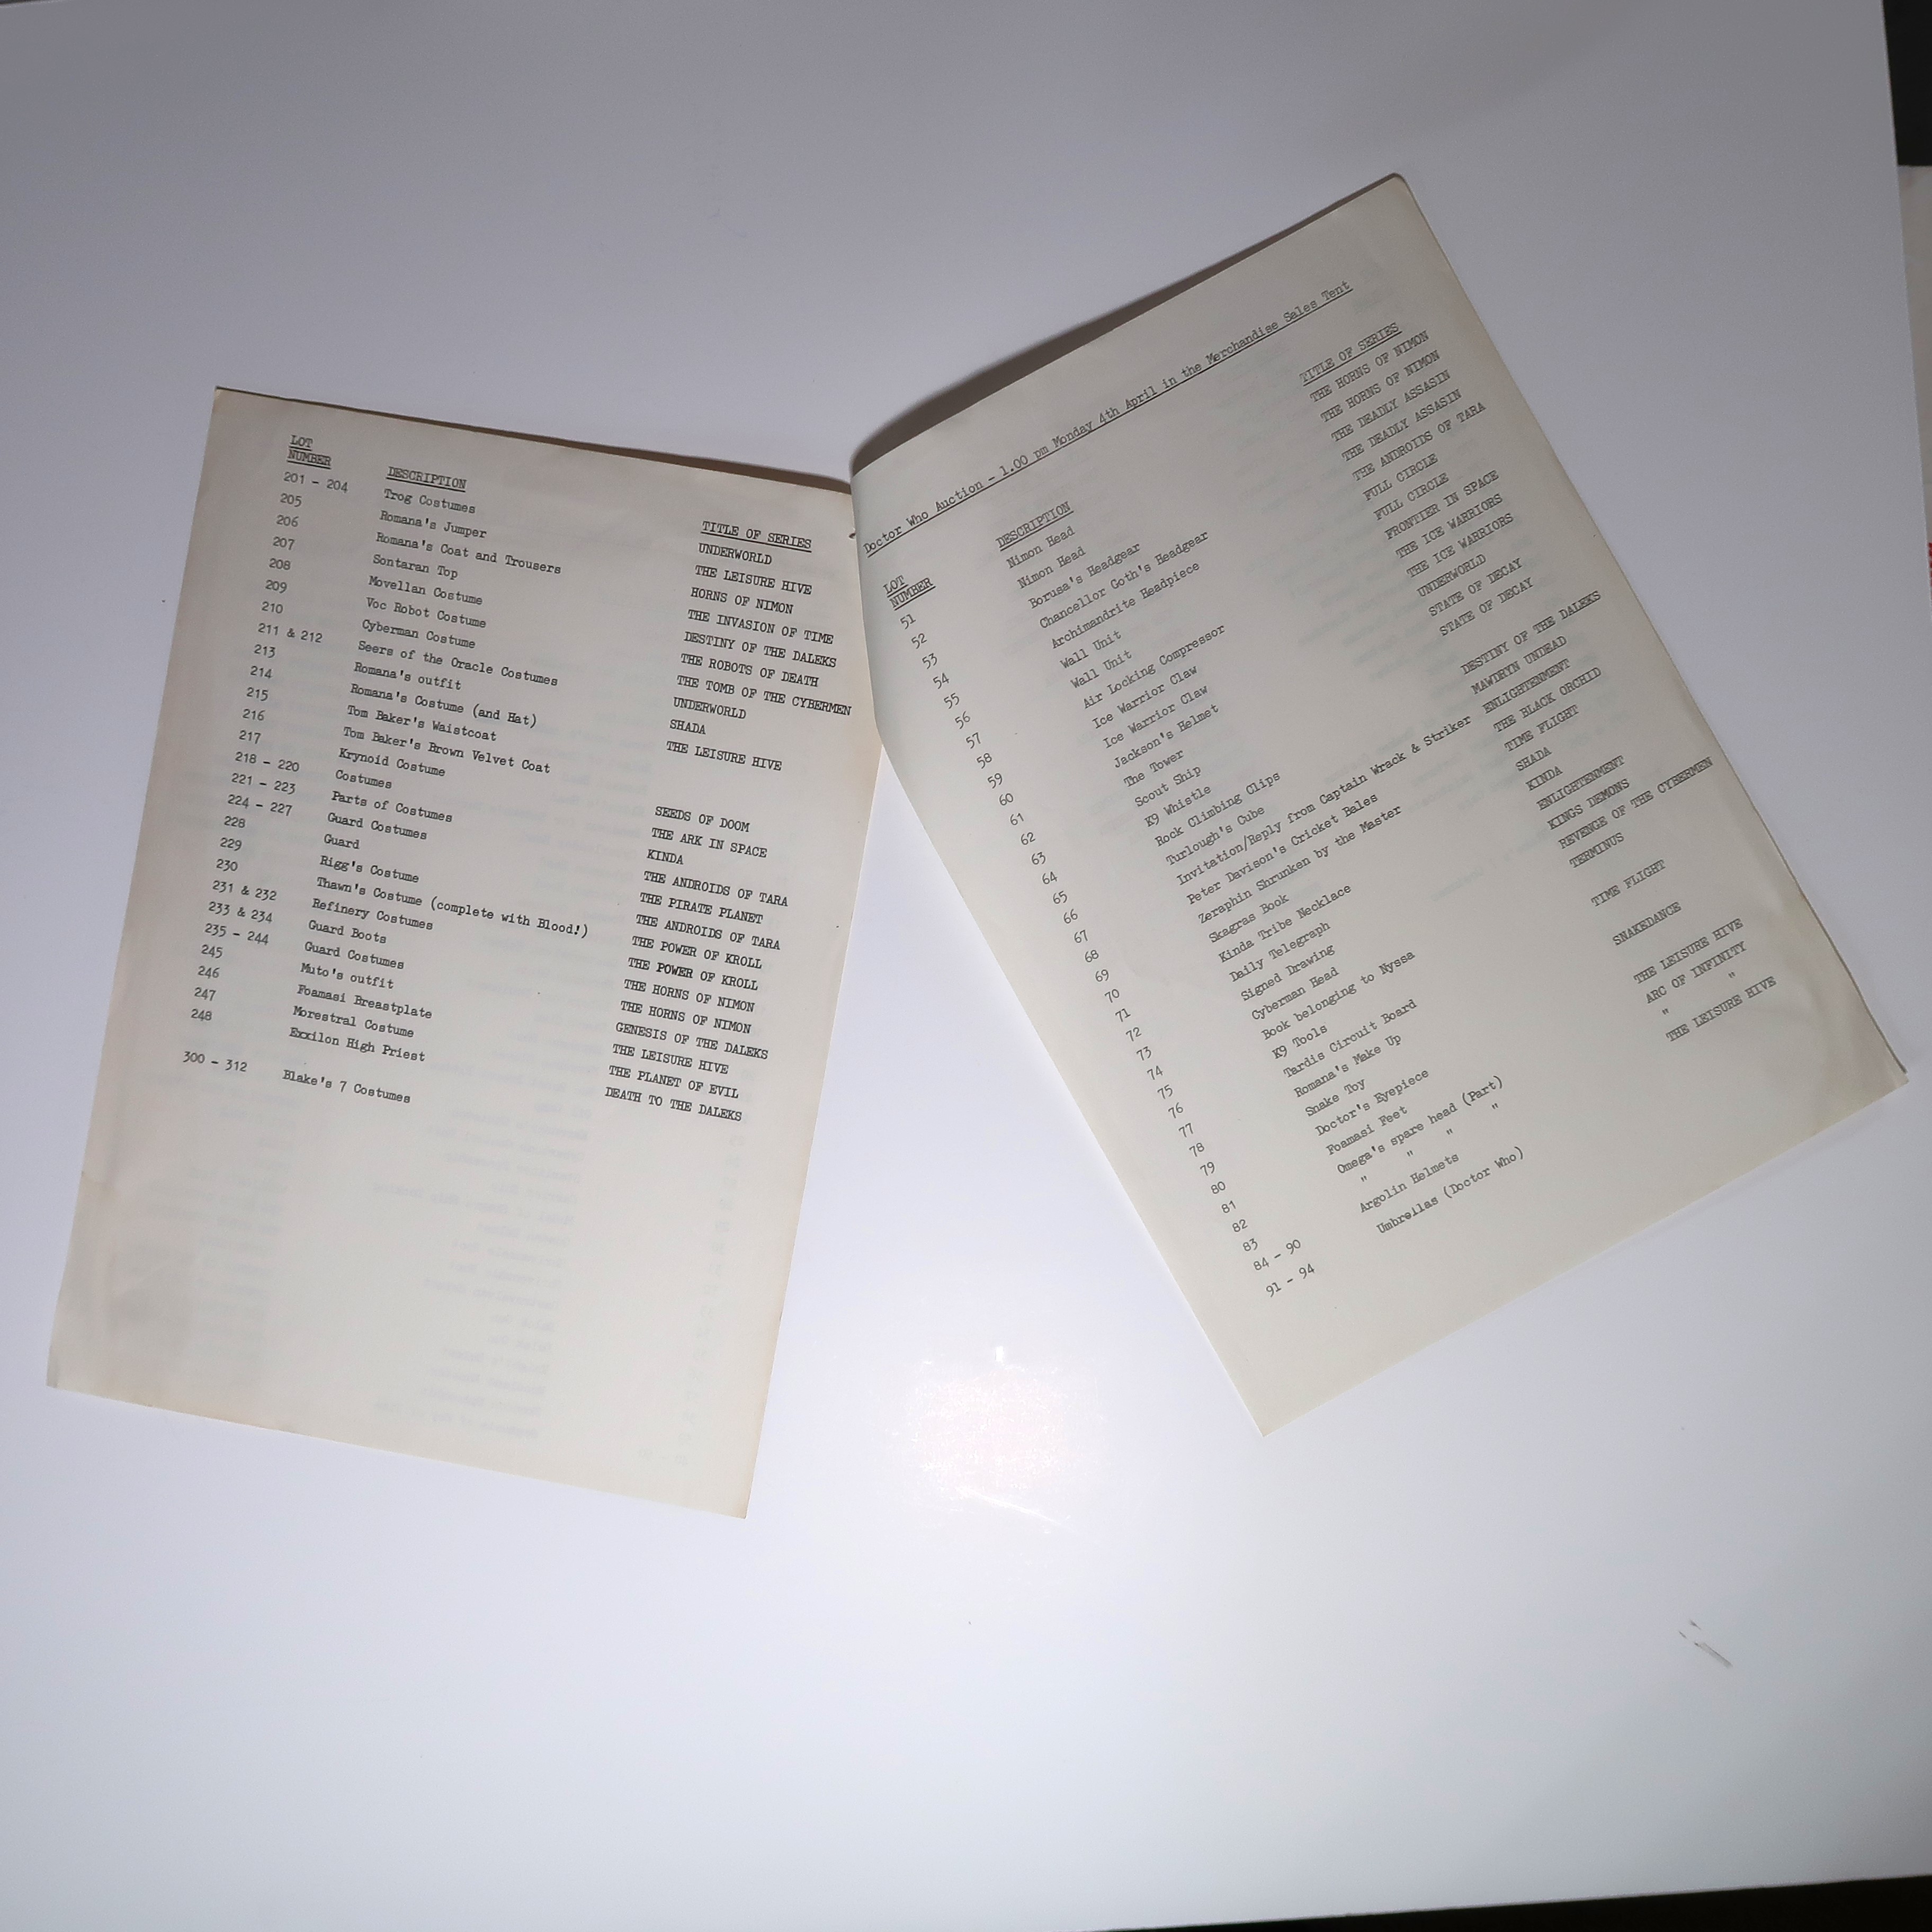 LOT
NUMBER DESCRIPTION TITLE OF SERIES
201 - 204 Trog Costumes UNDERWORLD
205 Romana's Jumper THE LEISURE HIVE
206 Romana's Coat and Trousers HORNS OF NIMON
207 Sontaran Top THE INVASION OF TIME
208 Movellan Costume DESTINY OF THE DALEKS
209 Voc Robot Costume THE ROBOTS OF DEATH
210 Cyberman Costume THE TOMB OF THE CYBERMEN
211 & 212 Seers of the Oracle Costumes UNDERWORLD
213 Romana's outfit SHADA
214 Romana's Costume (and Hat) THE LEISURE HIVE
215 Tom Baker's Waistcoat
216 Tom Baker's Brown Velvet Coat
217 Krynoid Costume SEEDS OF DOOM
218 - 220 Costumes THE ARK IN SPACE
221 - 223 Parts of Costumes KINDA
224 - 227 Guard Costumes THE ANDROIDS OF TARA
228 Guard THE PIRATE PLANET
229 Rigg's Costume THE ANDROIDS OF TARA
230 Thawn's Costume (complete with Blood!) THE POWER OF KROLL
231 & 232 Refinery Costumes THE POWER OF KROLL
233 & 234 Guard Boots THE HORNS OF NIMON
235 - 244 Guard Costumes THE HORNS OF NIMON
245 Muto's outfit GENESIS OF THE DALEKS
246 Foamasi Breastplate THE LEISURE HIVE
247 Morestral Costume THE PLANET OF EVIL
248 Exxilon High Priest DEATH TO THE DALEKS
300 - 312 Blake's 7 Costumes
Doctor Who Auction - 1.00 pm Monday 4th April in the Merchandise Sales Tent
LOT
NUMBER DESCRIPTION TITLE OF SERIES
51 Nimon Head THE HORNS OF NIMON
52 Nimon Head THE HORNS OF NIMON
53 Borusa's Headgear THE DEADLY ASSASIN
54 Chancellor Goth's Headgear THE DEADLY ASSASIN
55 Archimandrite Headpiece THE ANDROIDS OF TARA
56 Wall Unit FULL CIRCLE
57 Wall Unit FULL CIRCLE
58 Air Locking Compressor FRONTIER IN SPACE
59 Ice Warrior Claw THE ICE WARRIORS
60 Ice Warrior Claw THE ICE WARRIORS
61 Jackson's Helmet UNDERWORLD
62 The Tower STATE OF DECAY
63 Scout Ship STATE OF DECAY
64 K9 Whistle
65 Rock Climbing Clips DESTINY OF THE DALEKS
66 Turlough's Cube MAWDRYN UNDEAD
67 Invitation/Reply from Captain Wrack & Striker ENLIGHTENMENT
68 Peter Davison's Cricket Bales THE BLACK ORCHID
69 Zeraphin Shrunken by the Master TIME FLIGHT
70 Skagras Book SHADA
71 Kinda Tribe Necklace KINDA
72 Daily Telegraph ENLIGHTENMENT
73 Signed Drawing KINGS DEMONS
74 Cyberman Head REVENGE OF THE CYBERMEN
75 Book belonging to Nyssa TERMINUS
76 K9 Tools
77 Tardis Circuit Board TIME FLIGHT
78 Romana's Make Up
79 Snake Toy SNAKEDANCE
80 Doctor's Eyepiece
81 Foamasi Feet THE LEISURE HIVE
82 Omega's spare head (Part) ARC OF INFINITY
83 " " " " " "
84 - 90 Argolin Helmets THE LEISURE HIVE
91 - 94 Umbrellas (Doctor Who)